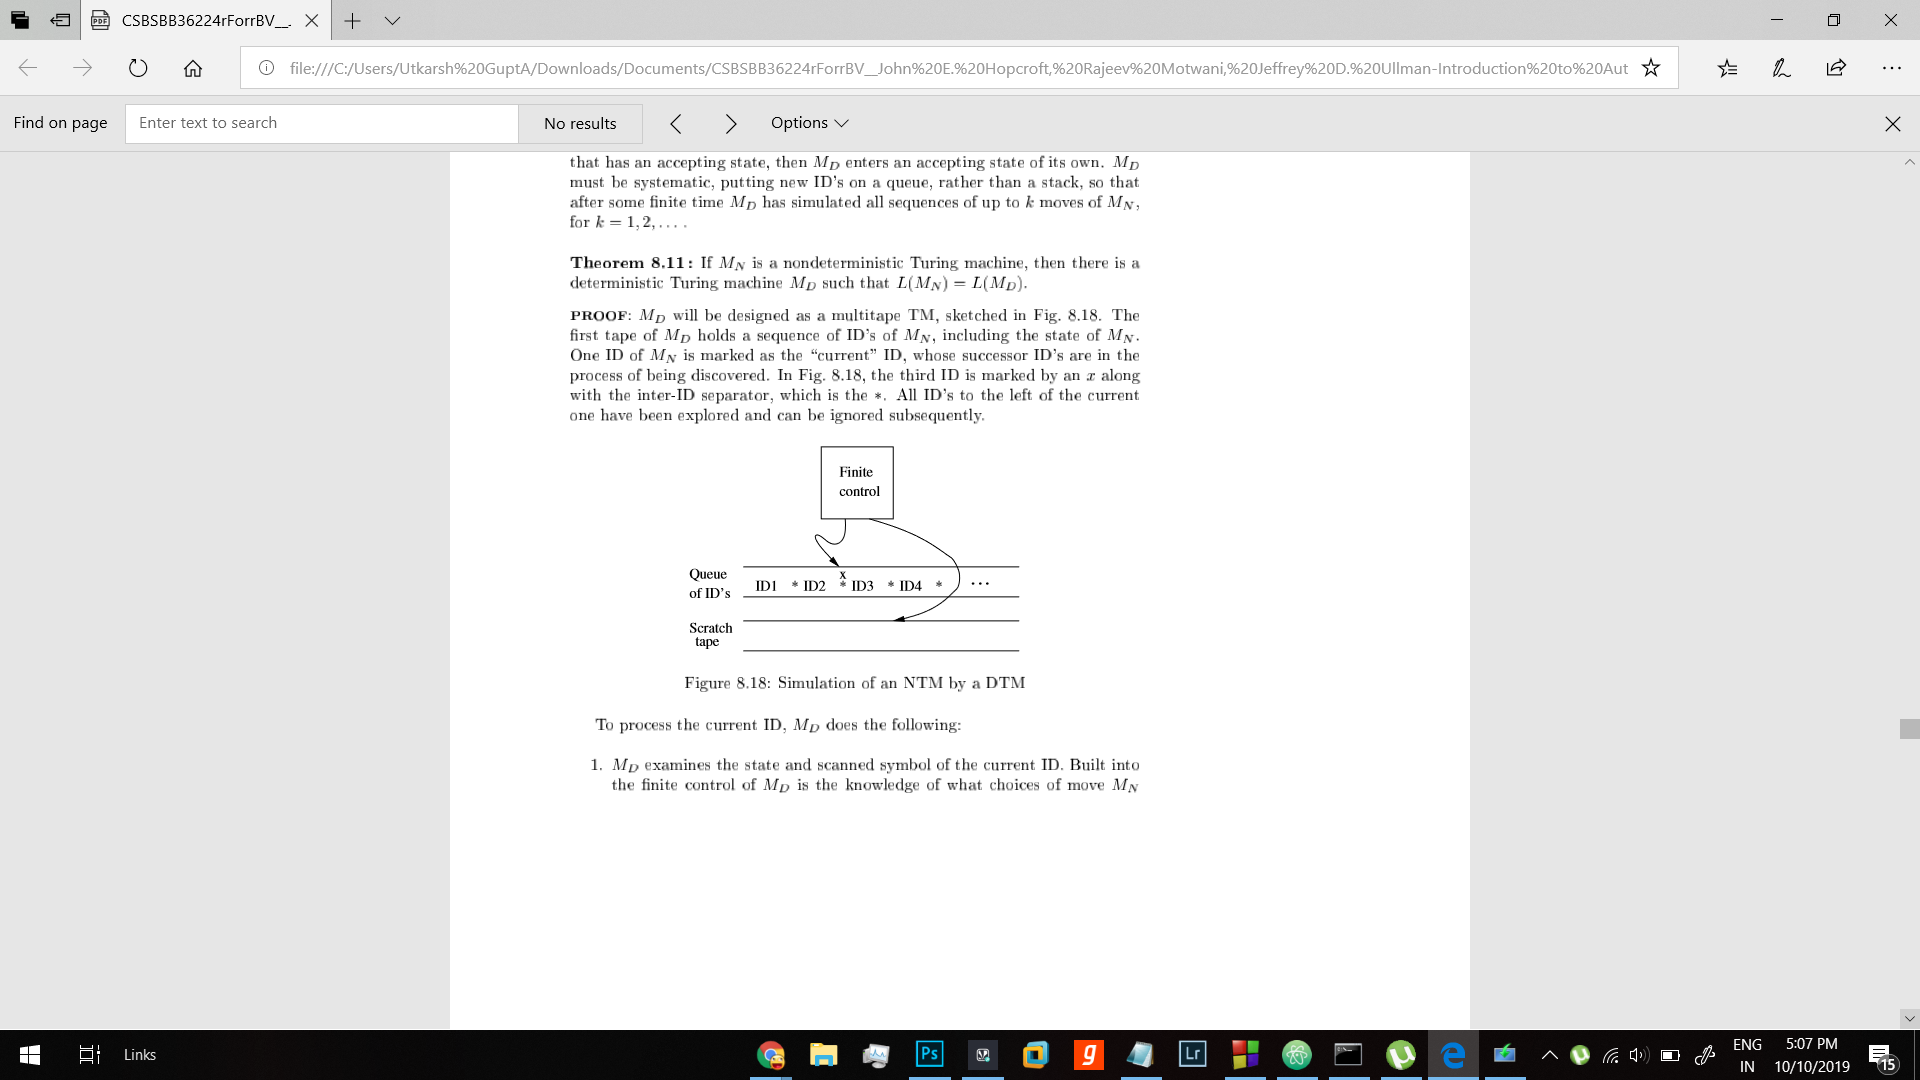 CSBSBB36224rForrBV__.
file:///C:/Users/Utkarsh%20GuptA/Downloads/Documents/CSBSBB36224rForrBV__John%20E.%20Hopcroft,%20Rajeev%20Motwani,%20Jeffrey%20D.%20Ullman-Introduction%20to%20Aut
Find on page
Enter text to search
No results
Options
that has an accepting state, then M_D enters an accepting state of its own. M_D
must be systematic, putting new ID's on a queue, rather than a stack, so that
after some finite time M_D has simulated all sequences of up to k moves of M_N,
for k = 1, 2, . . . .
Theorem 8.11: If M_N is a nondeterministic Turing machine, then there is a
deterministic Turing machine M_D such that L(M_N) = L(M_D).
PROOF: M_D will be designed as a multitape TM, sketched in Fig. 8.18. The
first tape of M_D holds a sequence of ID's of M_N, including the state of M_N.
One ID of M_N is marked as the "current" ID, whose successor ID's are in the
process of being discovered. In Fig. 8.18, the third ID is marked by an x along
with the inter-ID separator, which is the *. All ID's to the left of the current
one have been explored and can be ignored subsequently.
Finite
control
Queue
of ID's
x
ID1 * ID2 * ID3 * ID4 * ...
Scratch
tape
Figure 8.18: Simulation of an NTM by a DTM
To process the current ID, M_D does the following:
1. M_D examines the state and scanned symbol of the current ID. Built into
the finite control of M_D is the knowledge of what choices of move M_N
Links
Ps
g
Lr
ENG
IN
5:07 PM
10/10/2019
15